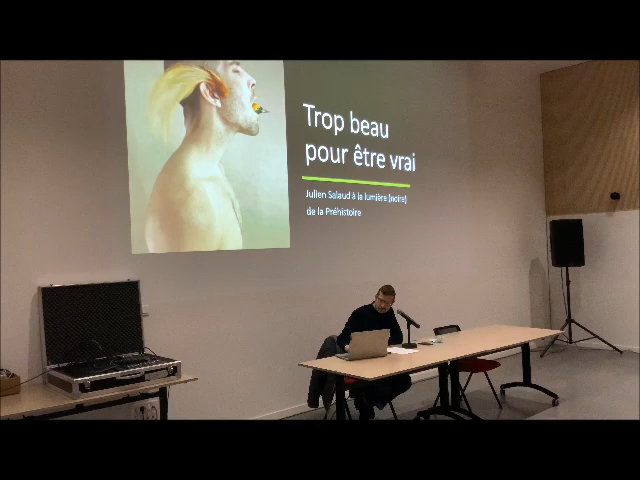 Trop beau
pour être vrai
Julien Salaud à la lumière (noire)
de la Préhistoire